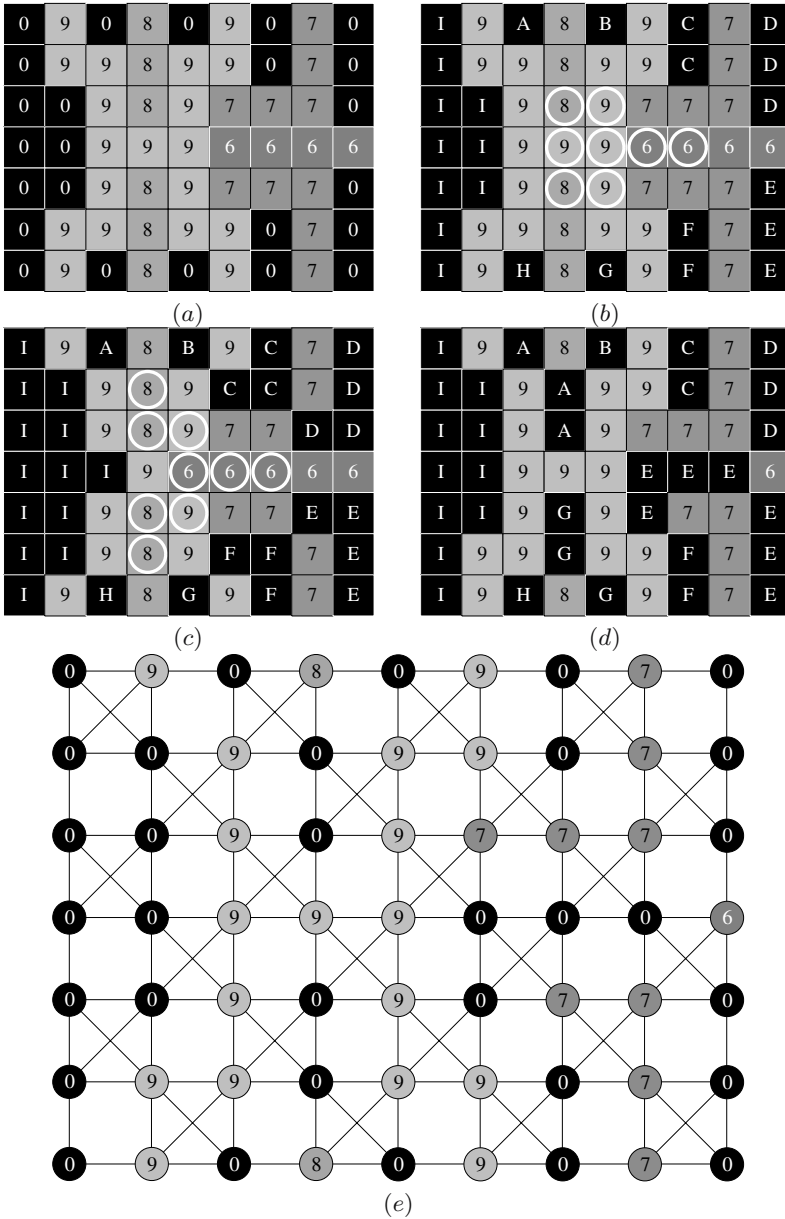 0 9 0 8 0 9 0 7 0 I 9 A 8 B 9 C 7 D
0 9 9 8 9 9 0 7 0 I 9 9 8 9 9 C 7 D
0 0 9 8 9 7 7 7 0 I I 9 8 9 7 7 7 D
0 0 9 9 9 6 6 6 6 I I 9 9 9 6 6 6 6
0 0 9 8 9 7 7 7 0 I I 9 8 9 7 7 7 E
0 9 9 8 9 9 0 7 0 I 9 9 8 9 9 F 7 E
0 9 0 8 0 9 0 7 0 I 9 H 8 G 9 F 7 E
(a) (b)
I 9 A 8 B 9 C 7 D I 9 A 8 B 9 C 7 D
I I 9 8 9 C C 7 D I I 9 A 9 9 C 7 D
I I 9 8 9 7 7 D D I I 9 A 9 7 7 7 D
I I I 9 6 6 6 6 6 I I 9 9 9 E E E 6
I I 9 8 9 7 7 E E I I 9 G 9 E 7 7 E
I I 9 8 9 F F 7 E I 9 9 G 9 9 F 7 E
I 9 H 8 G 9 F 7 E I 9 H 8 G 9 F 7 E
(c) (d)
0 9 0 8 0 9 0 7 0
0 0 9 0 9 9 0 7 0
0 0 9 0 9 7 7 7 0
0 0 9 9 9 0 0 0 6
0 0 9 0 9 0 7 7 0
0 9 9 0 9 9 0 7 0
0 9 0 8 0 9 0 7 0
(e)